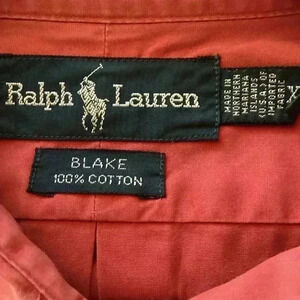 Ralph Lauren
MADE IN
NORTHERN
MARIANA
ISLANDS
(U.S.A.) OF
IMPORTED
FABRIC
X
BLAKE
100% COTTON